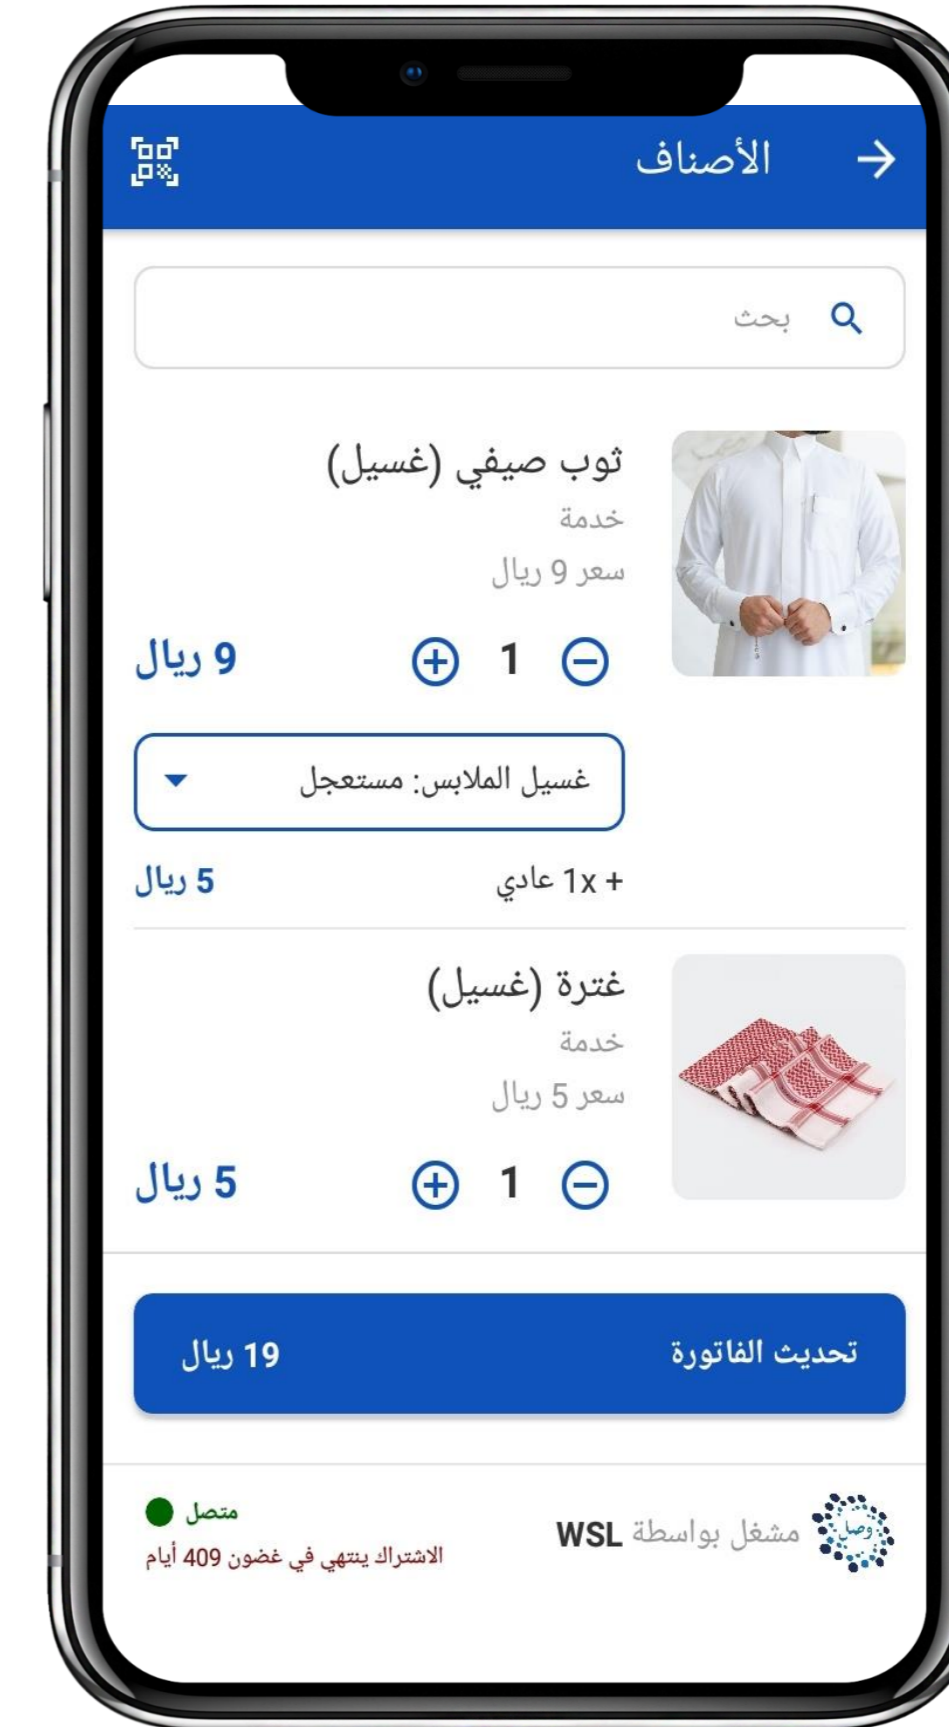 الأصناف
بحث
ثوب صيفي (غسيل)
خدمة
سعر 9 ريال
1
9 ريال
غسيل الملابس: مستعجل
+ 1x عادي
5 ريال
غترة (غسيل)
خدمة
سعر 5 ريال
1
5 ريال
تحديث الفاتورة
19 ريال
وصل
مشغل بواسطة WSL
متصل
الاشتراك ينتهي في غضون 409 أيام